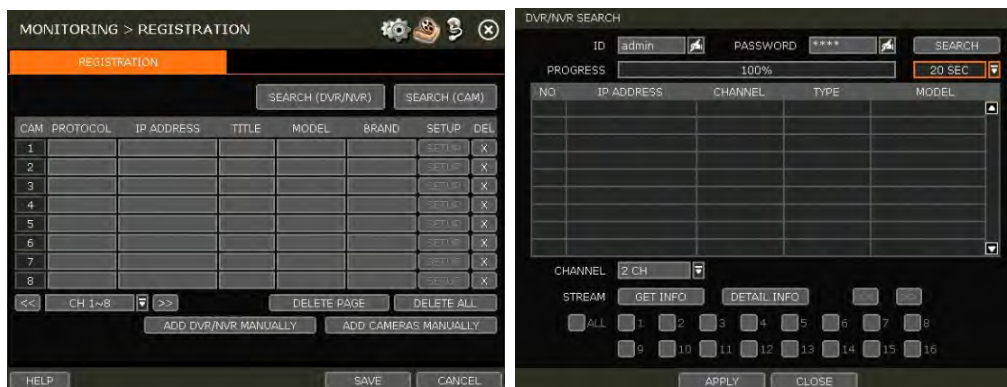 MONITORING > REGISTRATION
REGISTRATION
SEARCH (DVR/NVR) SEARCH (CAM)
CAM PROTOCOL IP ADDRESS TITLE MODEL BRAND SETUP DEL
1 SETUP X
2 SETUP X
3 SETUP X
4 SETUP X
5 SETUP X
6 SETUP X
7 SETUP X
8 SETUP X
<< CH 1~8 >> DELETE PAGE DELETE ALL
ADD DVR/NVR MANUALLY ADD CAMERAS MANUALLY
HELP SAVE CANCEL
DVR/NVR SEARCH
ID admin PASSWORD **** SEARCH
PROGRESS 100% 20 SEC
NO IP ADDRESS CHANNEL TYPE MODEL
CHANNEL 2 CH
STREAM GET INFO DETAIL INFO << >>
ALL 1 2 3 4 5 6 7 8
9 10 11 12 13 14 15 16
APPLY CLOSE